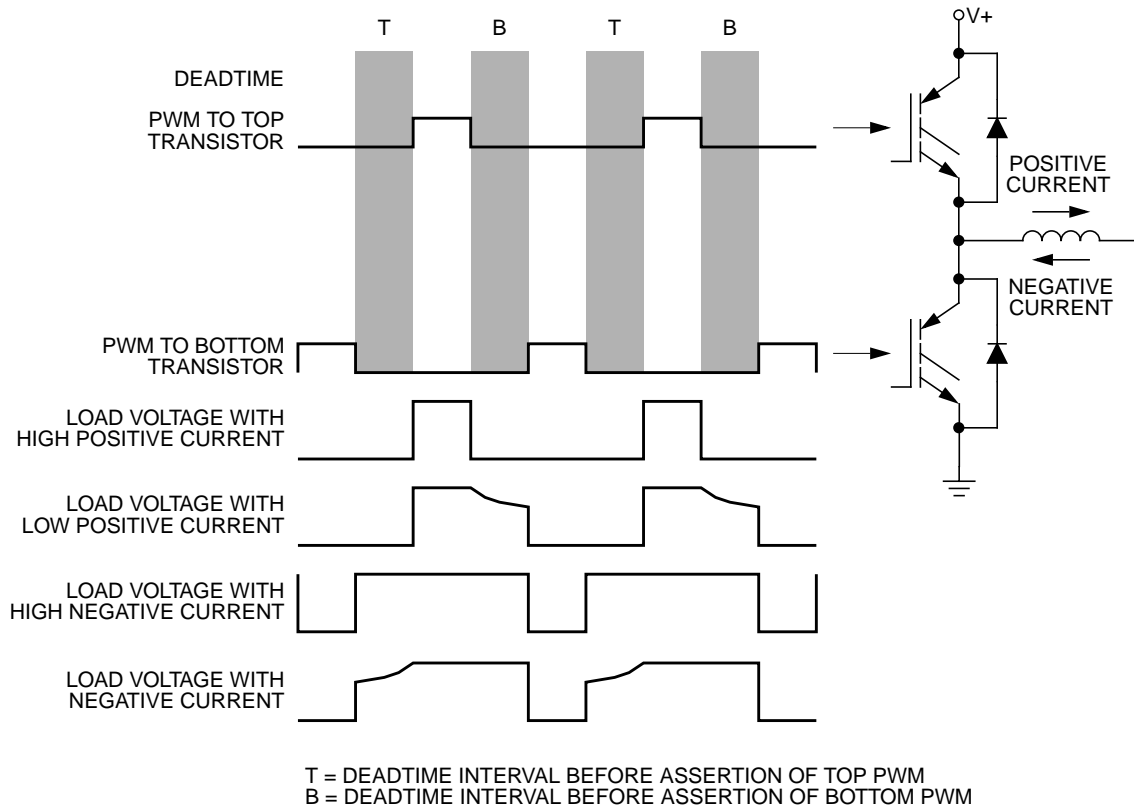 T B T B
V+
DEADTIME
PWM TO TOP
TRANSISTOR
POSITIVE
CURRENT
NEGATIVE
CURRENT
PWM TO BOTTOM
TRANSISTOR
LOAD VOLTAGE WITH
HIGH POSITIVE CURRENT
LOAD VOLTAGE WITH
LOW POSITIVE CURRENT
LOAD VOLTAGE WITH
HIGH NEGATIVE CURRENT
LOAD VOLTAGE WITH
NEGATIVE CURRENT
T = DEADTIME INTERVAL BEFORE ASSERTION OF TOP PWM
B = DEADTIME INTERVAL BEFORE ASSERTION OF BOTTOM PWM